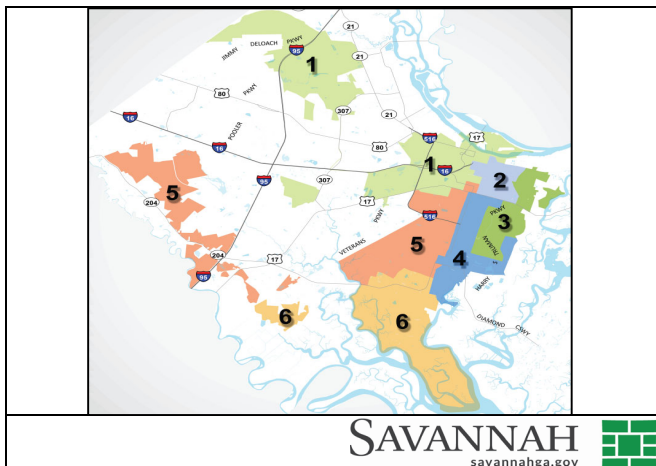 21
JIMMY DELOACH PKWY
95
1
21
80
PKWY
307
21
16
POOLER
16
80
516
17
1
16
2
5
95
307
17
PKWY
204
516
PKWY
3
VETERANS
5
TRUMAN
4
204
17
95
HARRY
6
6
DIAMOND CSWY
SAVANNAH
savannahga.gov